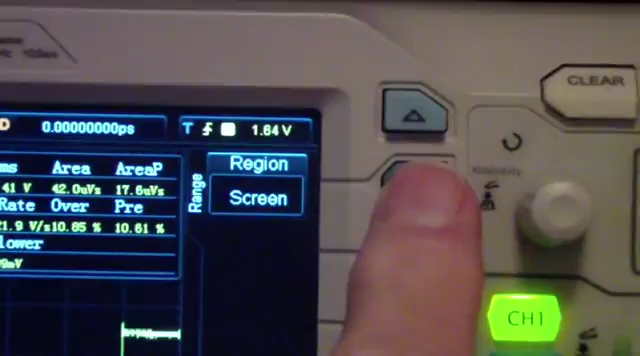 CLEAR
D 0.00000000ps T 1.64 V
ms Area AreaP
41 V 42.0uVs 17.6uVs
Rate Over Pre
1.9 V/s 10.65 % 10.61 %
lower
9mV
Region
Range
Screen
CH1